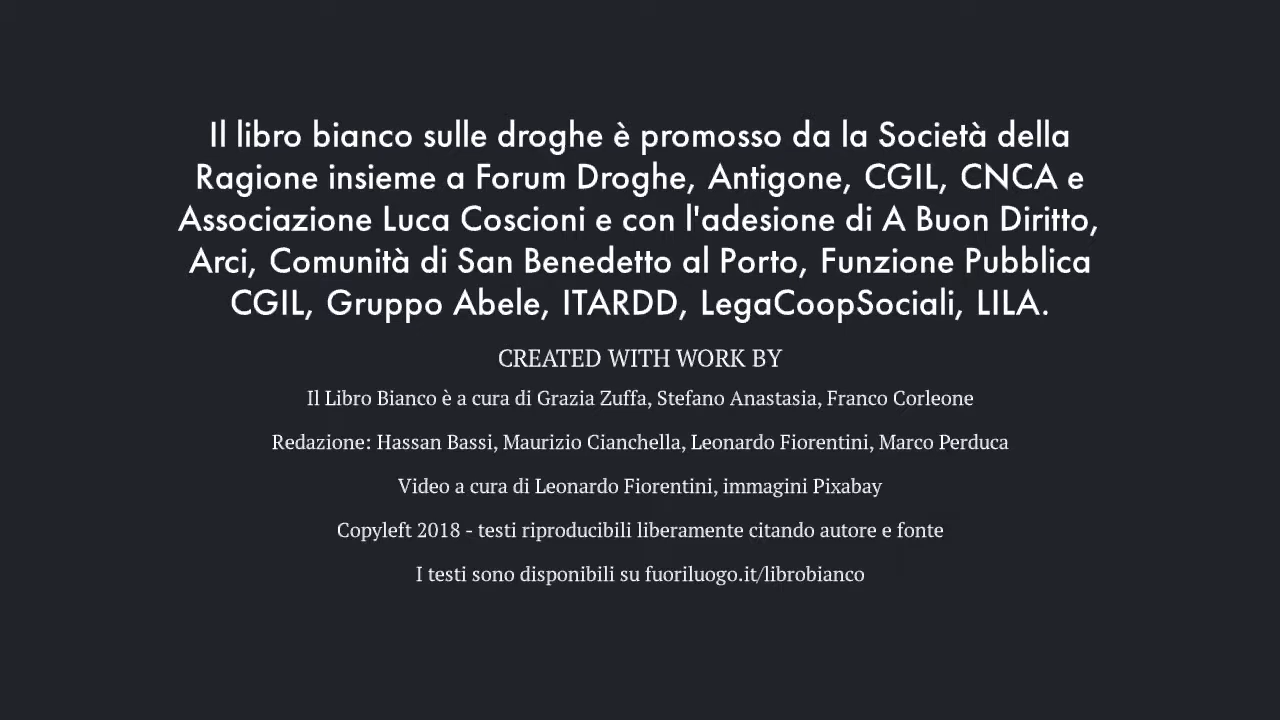 Il libro bianco sulle droghe è promosso da la Società della
Ragione insieme a Forum Droghe, Antigone, CGIL, CNCA e
Associazione Luca Coscioni e con l'adesione di A Buon Diritto,
Arci, Comunità di San Benedetto al Porto, Funzione Pubblica
CGIL, Gruppo Abele, ITARDD, LegaCoopSociali, LILA.
CREATED WITH WORK BY
Il Libro Bianco è a cura di Grazia Zuffa, Stefano Anastasia, Franco Corleone
Redazione: Hassan Bassi, Maurizio Cianchella, Leonardo Fiorentini, Marco Perduca
Video a cura di Leonardo Fiorentini, immagini Pixabay
Copyleft 2018 - testi riproducibili liberamente citando autore e fonte
I testi sono disponibili su fuoriluogo.it/librobianco